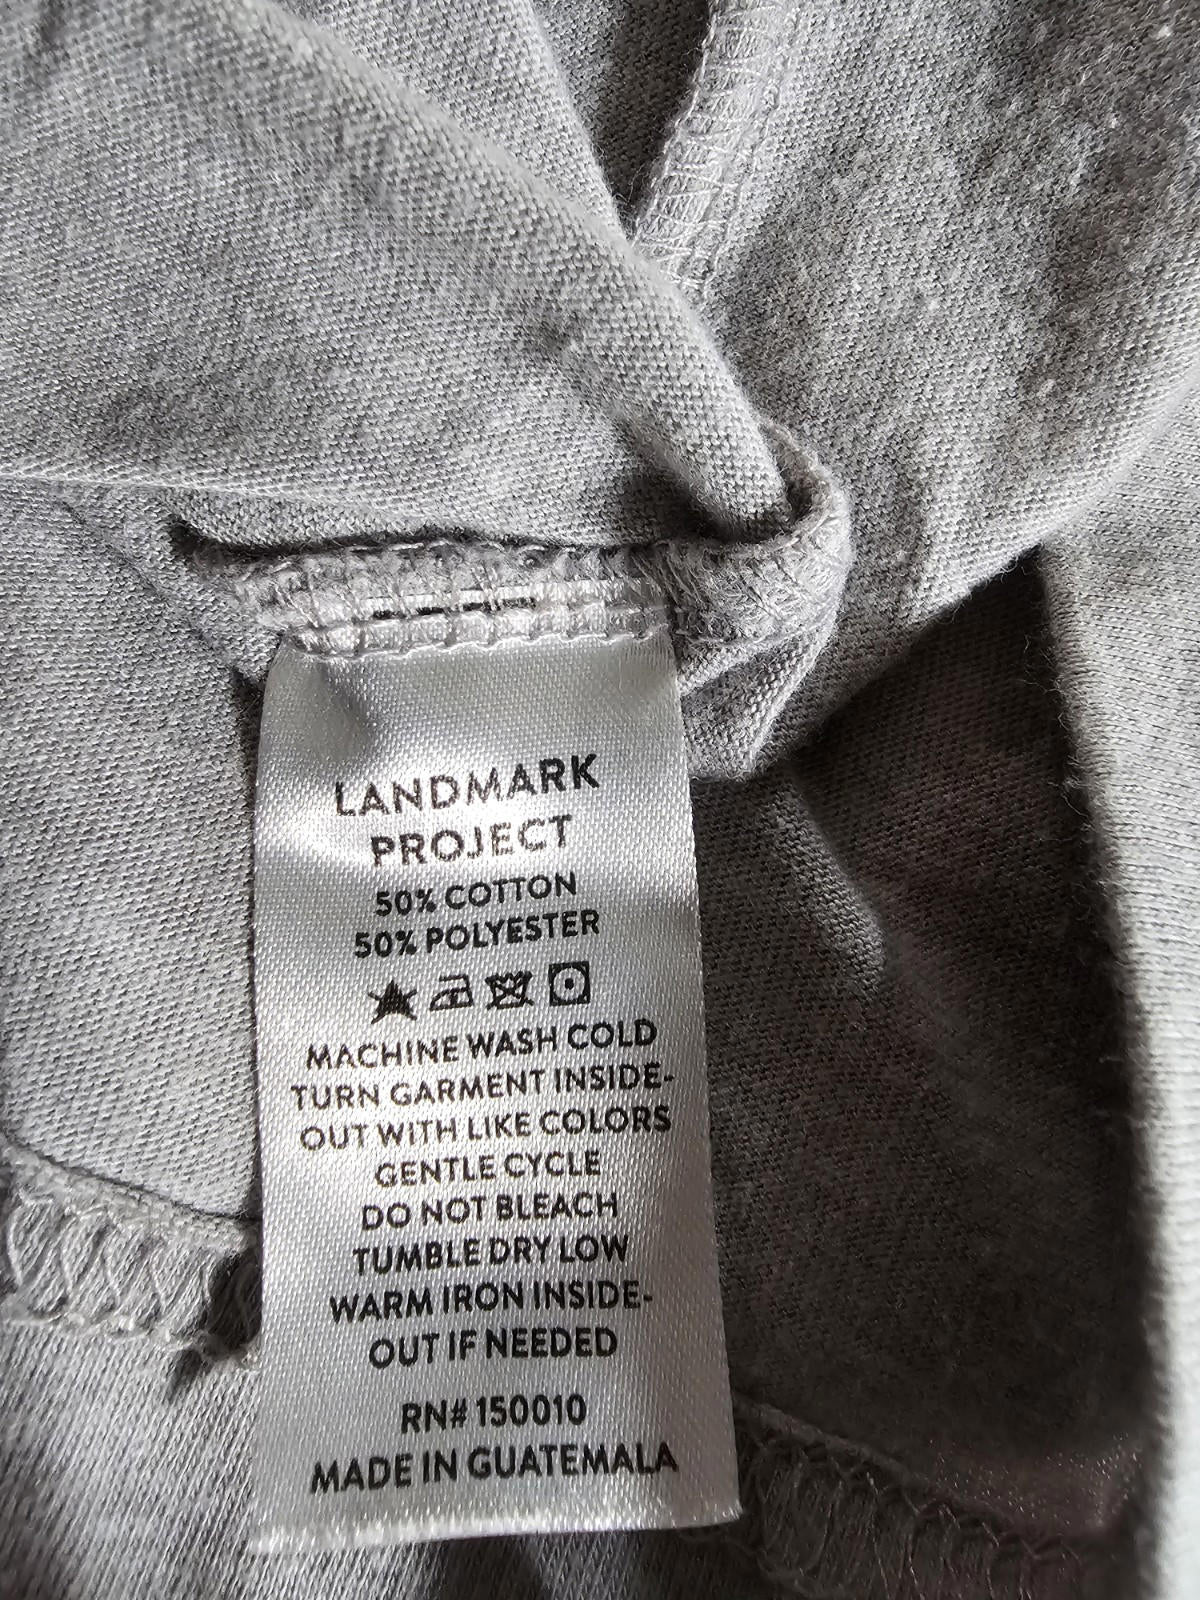 LANDMARK
PROJECT
50% COTTON
50% POLYESTER
MACHINE WASH COLD
TURN GARMENT INSIDE-
OUT WITH LIKE COLORS
GENTLE CYCLE
DO NOT BLEACH
TUMBLE DRY LOW
WARM IRON INSIDE-
OUT IF NEEDED
RN# 150010
MADE IN GUATEMALA